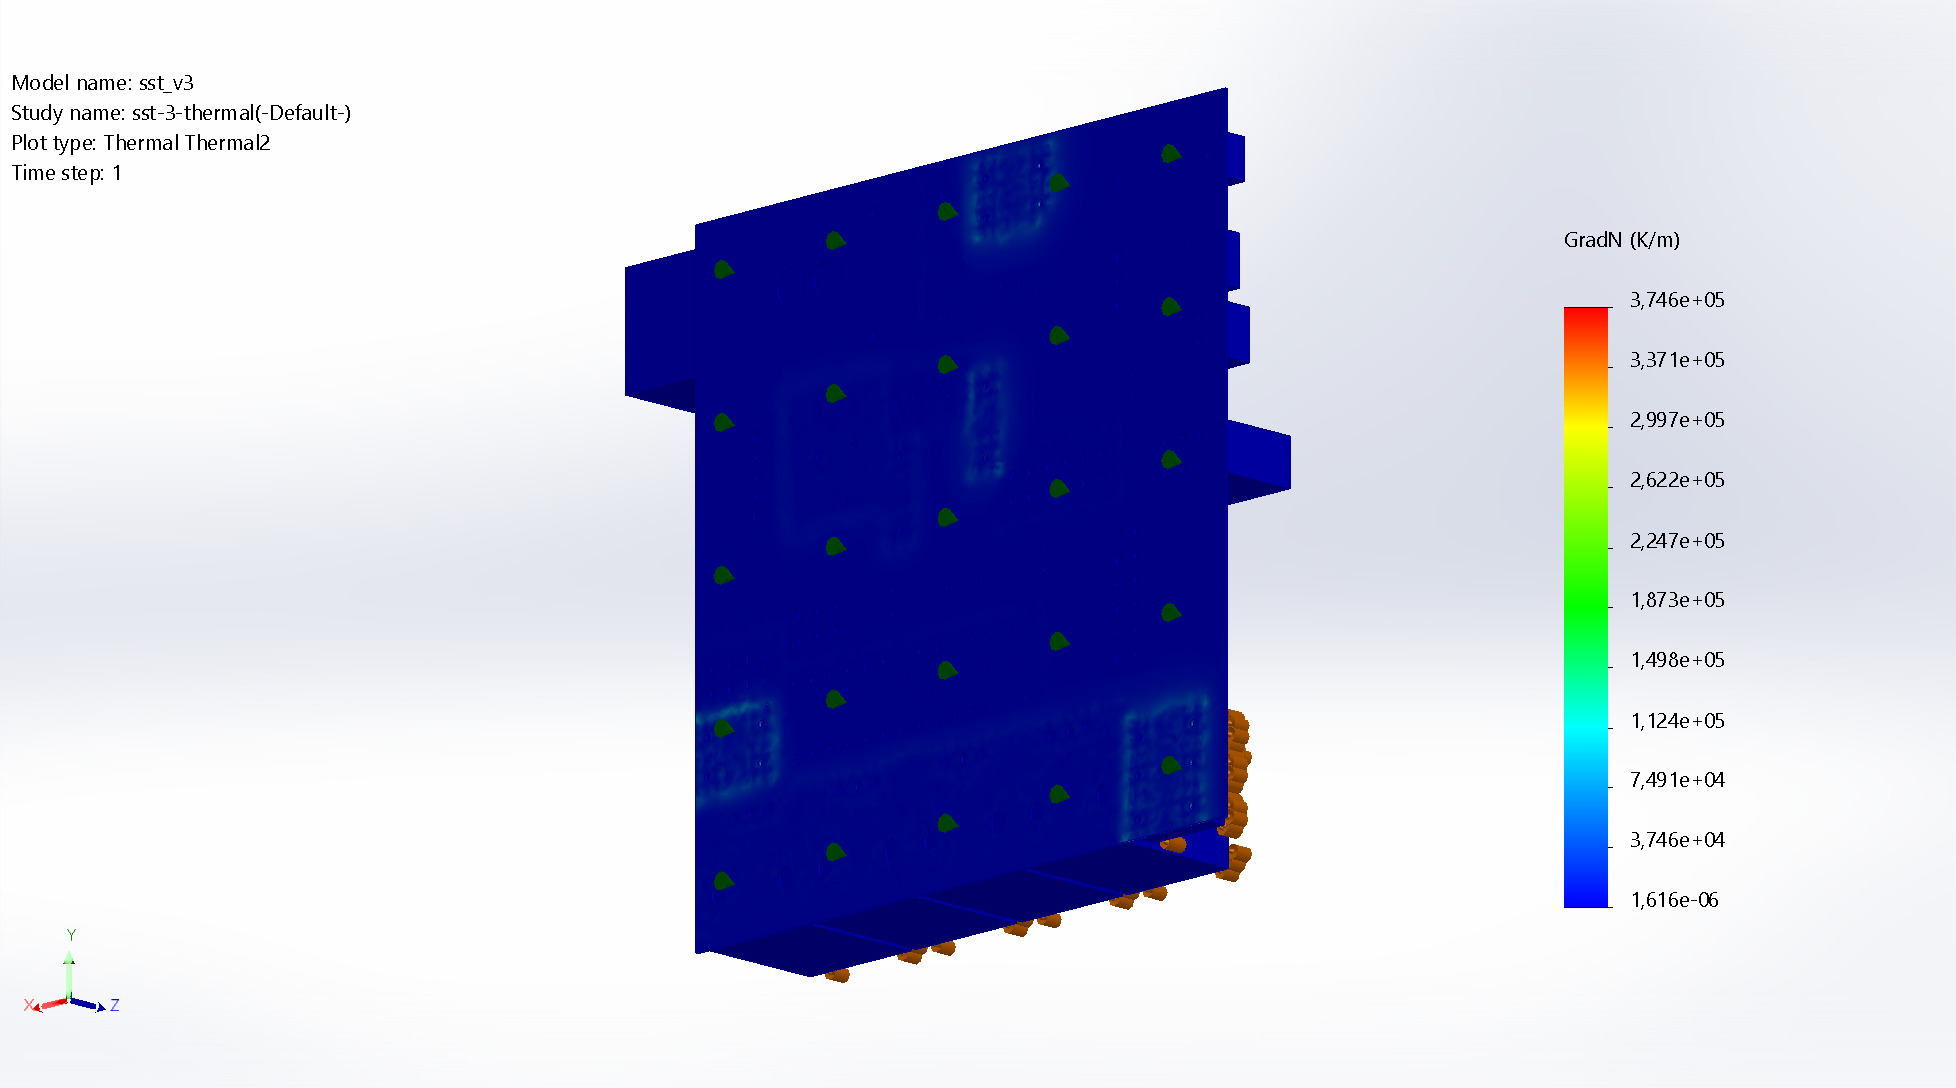 Model name: sst_v3
Study name: sst-3-thermal(-Default-)
Plot type: Thermal Thermal2
Time step: 1
GradN (K/m)
3,746e+05
3,371e+05
2,997e+05
2,622e+05
2,247e+05
1,873e+05
1,498e+05
1,124e+05
7,491e+04
3,746e+04
1,616e-06
Y
X
Z